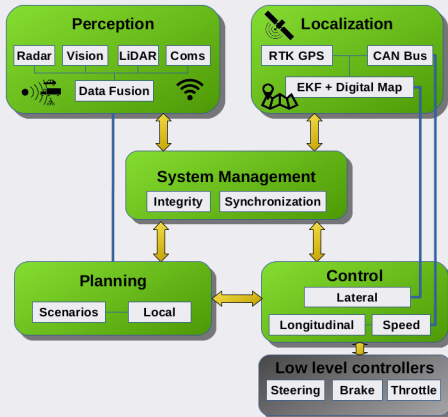 Perception
Radar Vision LiDAR Coms
Data Fusion
Localization
RTK GPS CAN Bus
EKF + Digital Map
System Management
Integrity Synchronization
Planning
Scenarios Local
Control
Lateral
Longitudinal Speed
Low level controllers
Steering Brake Throttle